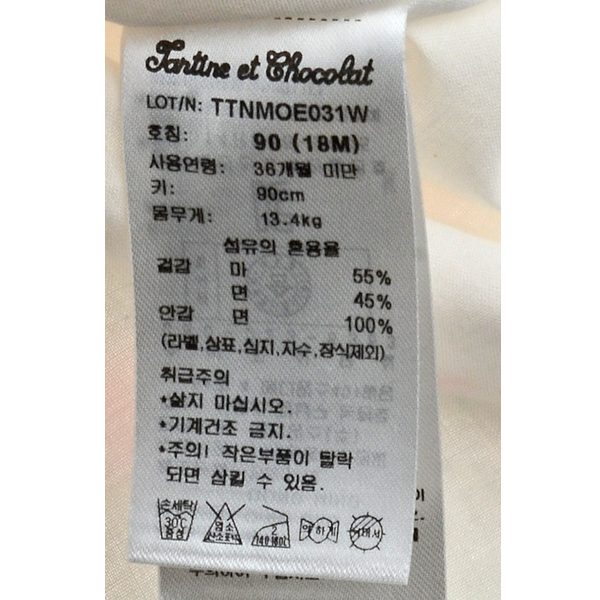 Tartine et Chocolat
LOT/N: TTNMOE031W
호칭: 90 (18M)
사용연령: 36개월 미만
키: 90cm
몸무게: 13.4kg
섬유의 혼용율
겉감 마 55%
면 45%
안감 면 100%
(라벨,상표,심지,자수,장식제외)
취급주의
*삶지 마십시오.
*기계건조 금지.
*주의! 작은부품이 탈락
되면 삼킬 수 있음.
손세탁 30℃ 중성
염소 산소표백
2
약하게